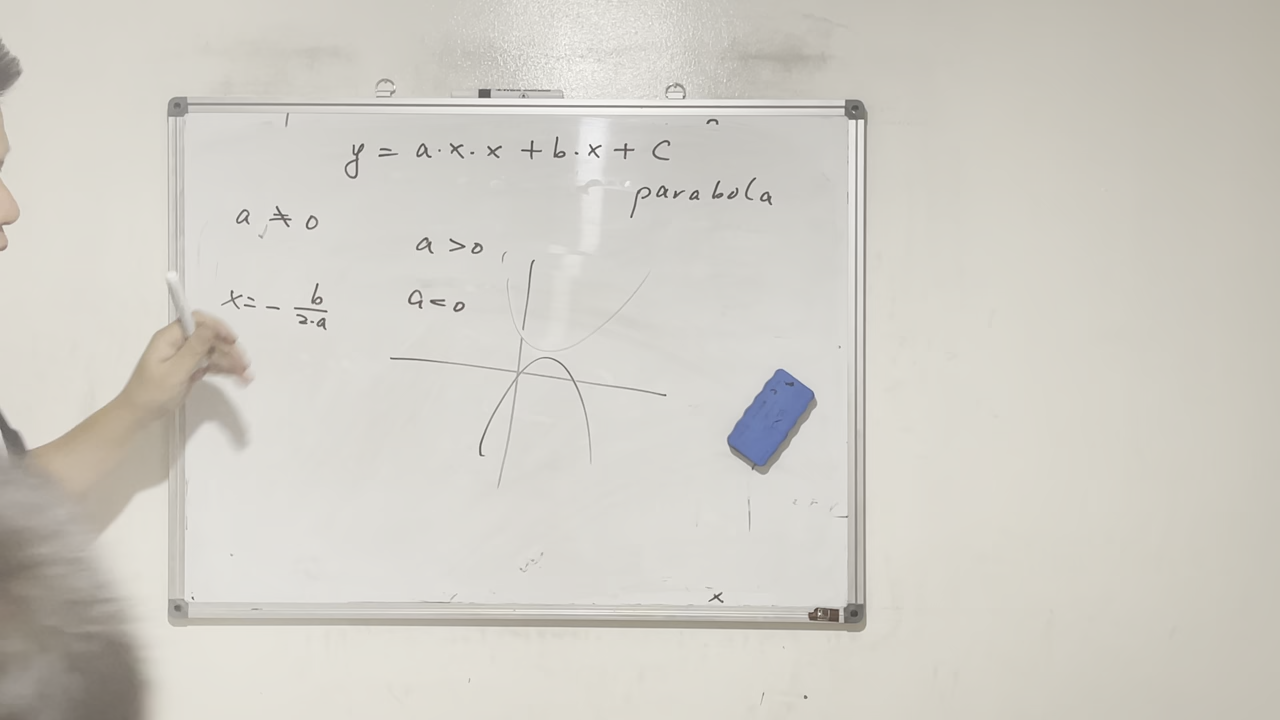 y = a·x·x + b·x + c
parabola
a ≠ 0
a > 0
x = - b/2·a
a < 0
x